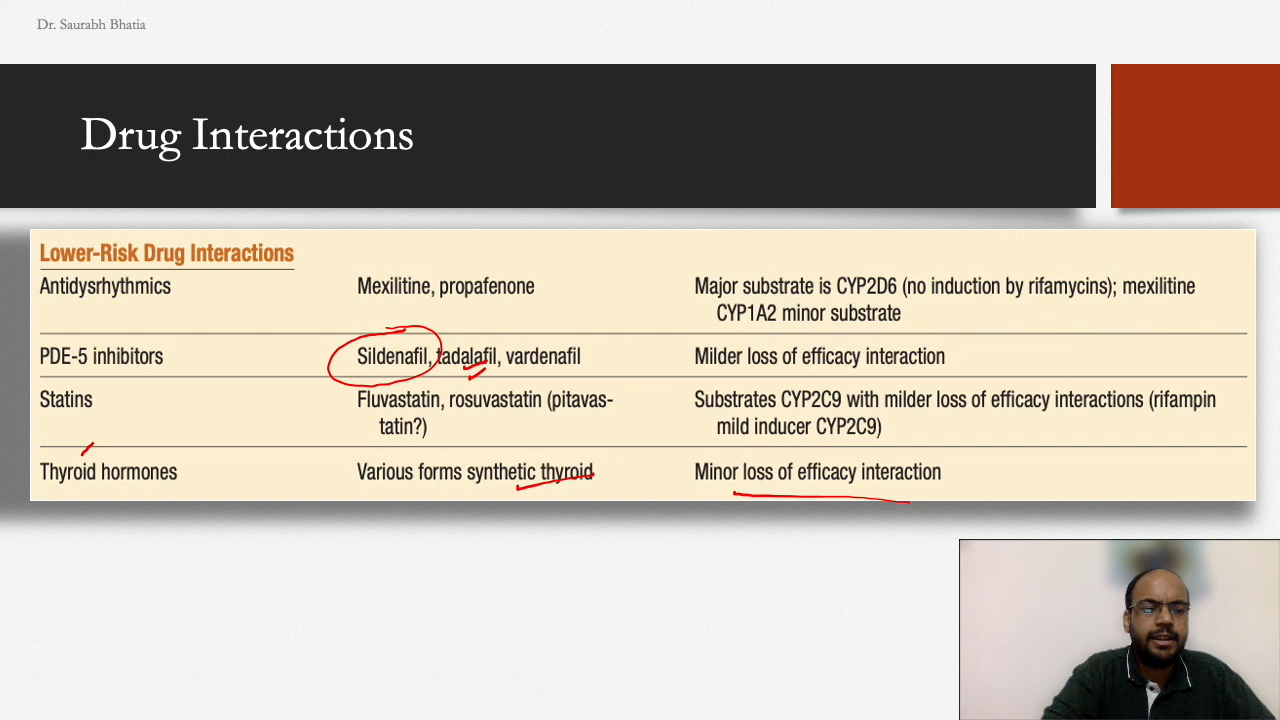 Dr. Saurabh Bhatia
Drug Interactions
Lower-Risk Drug Interactions
Antidysrhythmics Mexilitine, propafenone Major substrate is CYP2D6 (no induction by rifamycins); mexilitine
CYP1A2 minor substrate
PDE-5 inhibitors Sildenafil, tadalafil, vardenafil Milder loss of efficacy interaction
Statins Fluvastatin, rosuvastatin (pitavas- Substrates CYP2C9 with milder loss of efficacy interactions (rifampin
tatin?) mild inducer CYP2C9)
Thyroid hormones Various forms synthetic thyroid Minor loss of efficacy interaction